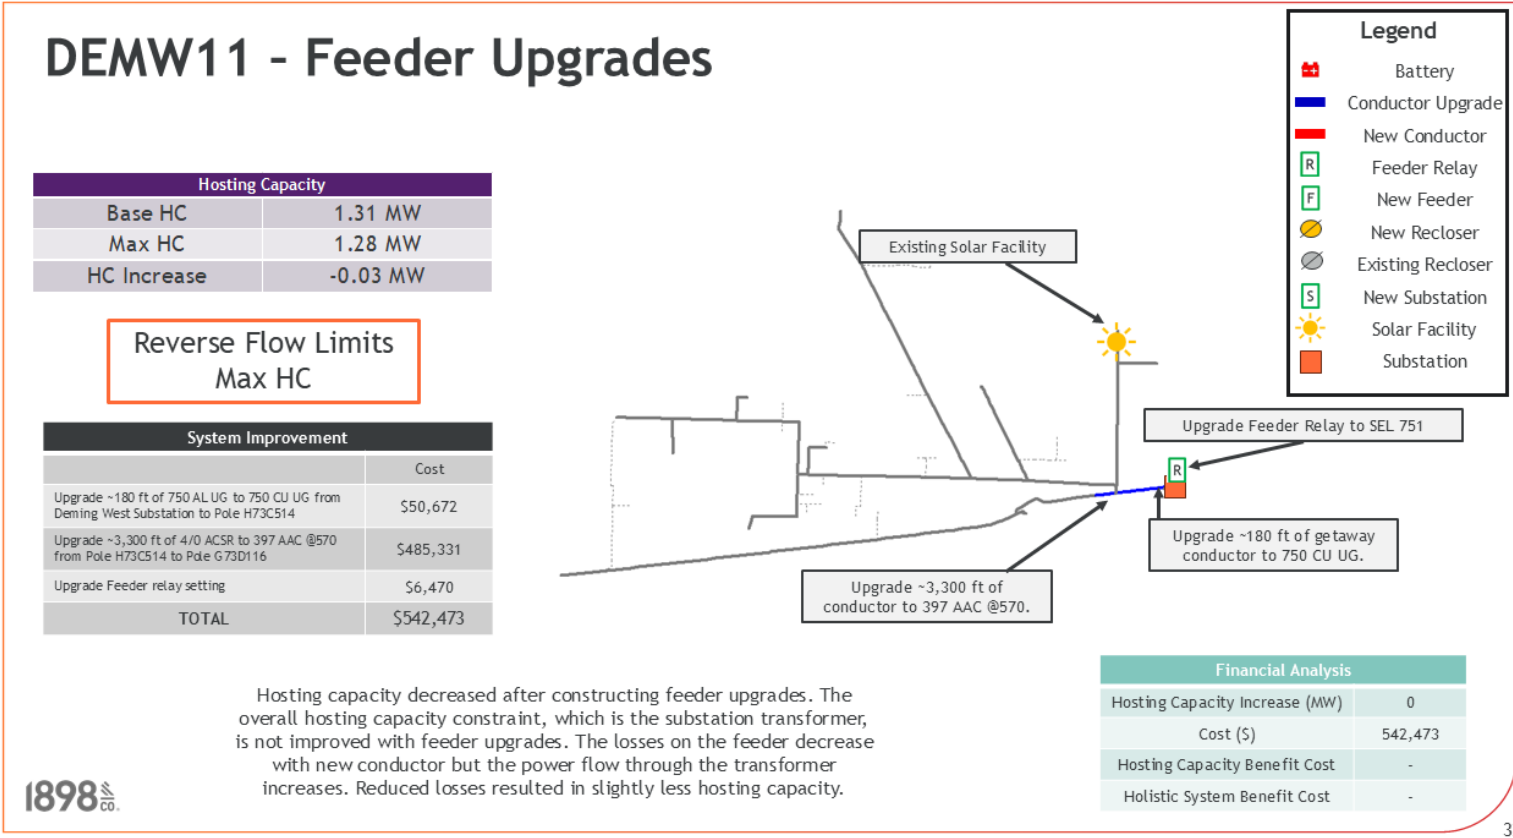 DEMW11 - Feeder Upgrades
Legend
Battery
Conductor Upgrade
New Conductor
R Feeder Relay
F New Feeder
New Recloser
Existing Recloser
S New Substation
Solar Facility
Substation
Hosting Capacity
Base HC 1.31 MW
Max HC 1.28 MW
HC Increase -0.03 MW
Reverse Flow Limits
Max HC
System Improvement
Cost
Upgrade ~180 ft of 750 AL UG to 750 CU UG from
Deming West Substation to Pole H73C514
$50,672
Upgrade ~3,300 ft of 4/0 ACSR to 397 AAC @570
from Pole H73C514 to Pole G73D116
$485,331
Upgrade Feeder relay setting $6,470
TOTAL $542,473
Existing Solar Facility
Upgrade Feeder Relay to SEL 751
R
Upgrade ~180 ft of getaway
conductor to 750 CU UG.
Upgrade ~3,300 ft of
conductor to 397 AAC @570.
Hosting capacity decreased after constructing feeder upgrades. The
overall hosting capacity constraint, which is the substation transformer,
is not improved with feeder upgrades. The losses on the feeder decrease
with new conductor but the power flow through the transformer
increases. Reduced losses resulted in slightly less hosting capacity.
Financial Analysis
Hosting Capacity Increase (MW) 0
Cost ($) 542,473
Hosting Capacity Benefit Cost -
Holistic System Benefit Cost -
1898 & CO.
3